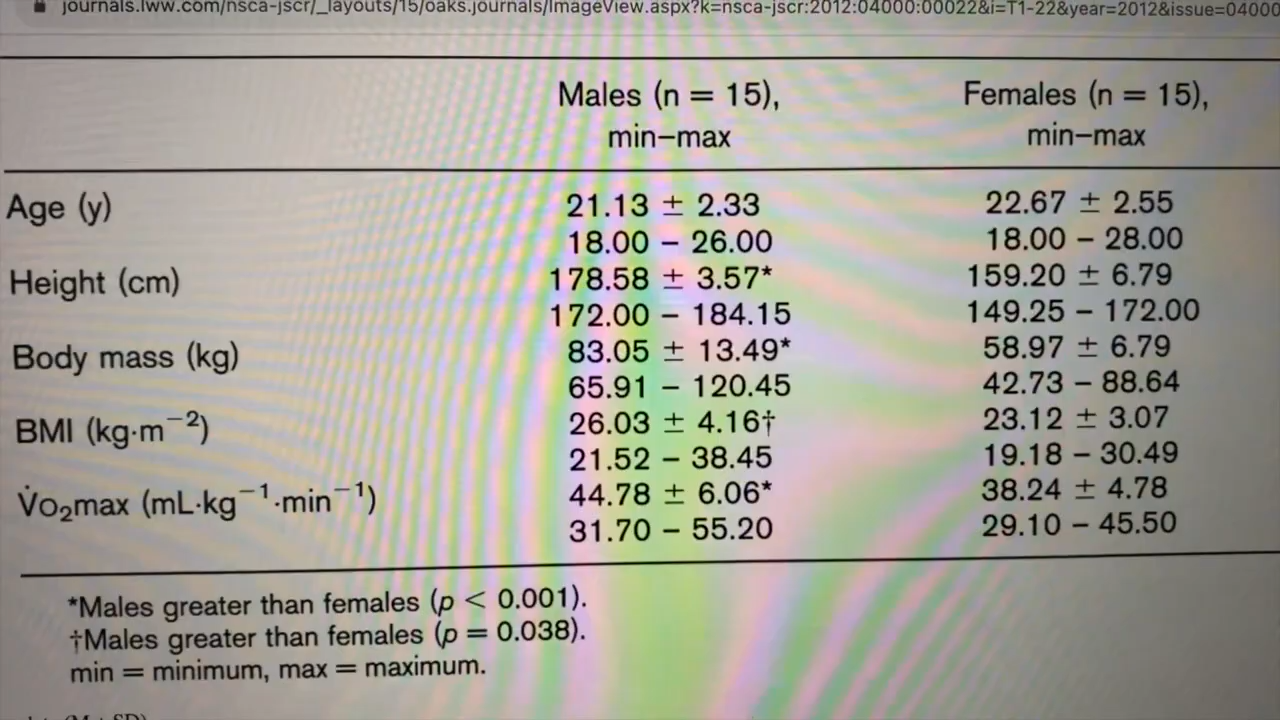 journals.lww.com/nsca-jscr/_layouts/15/oaks.journals/ImageView.aspx?k=nsca-jscr:2012:04000:00022&i=T1-22&year=2012&issue=04000
Males (n = 15), Females (n = 15),
min–max min–max
Age (y) 21.13 ± 2.33 22.67 ± 2.55
18.00 – 26.00 18.00 – 28.00
Height (cm) 178.58 ± 3.57* 159.20 ± 6.79
172.00 – 184.15 149.25 – 172.00
Body mass (kg) 83.05 ± 13.49* 58.97 ± 6.79
65.91 – 120.45 42.73 – 88.64
BMI (kg·m⁻²) 26.03 ± 4.16† 23.12 ± 3.07
21.52 – 38.45 19.18 – 30.49
V̇o₂max (mL·kg⁻¹·min⁻¹) 44.78 ± 6.06* 38.24 ± 4.78
31.70 – 55.20 29.10 – 45.50
*Males greater than females (p < 0.001).
†Males greater than females (p = 0.038).
min = minimum, max = maximum.